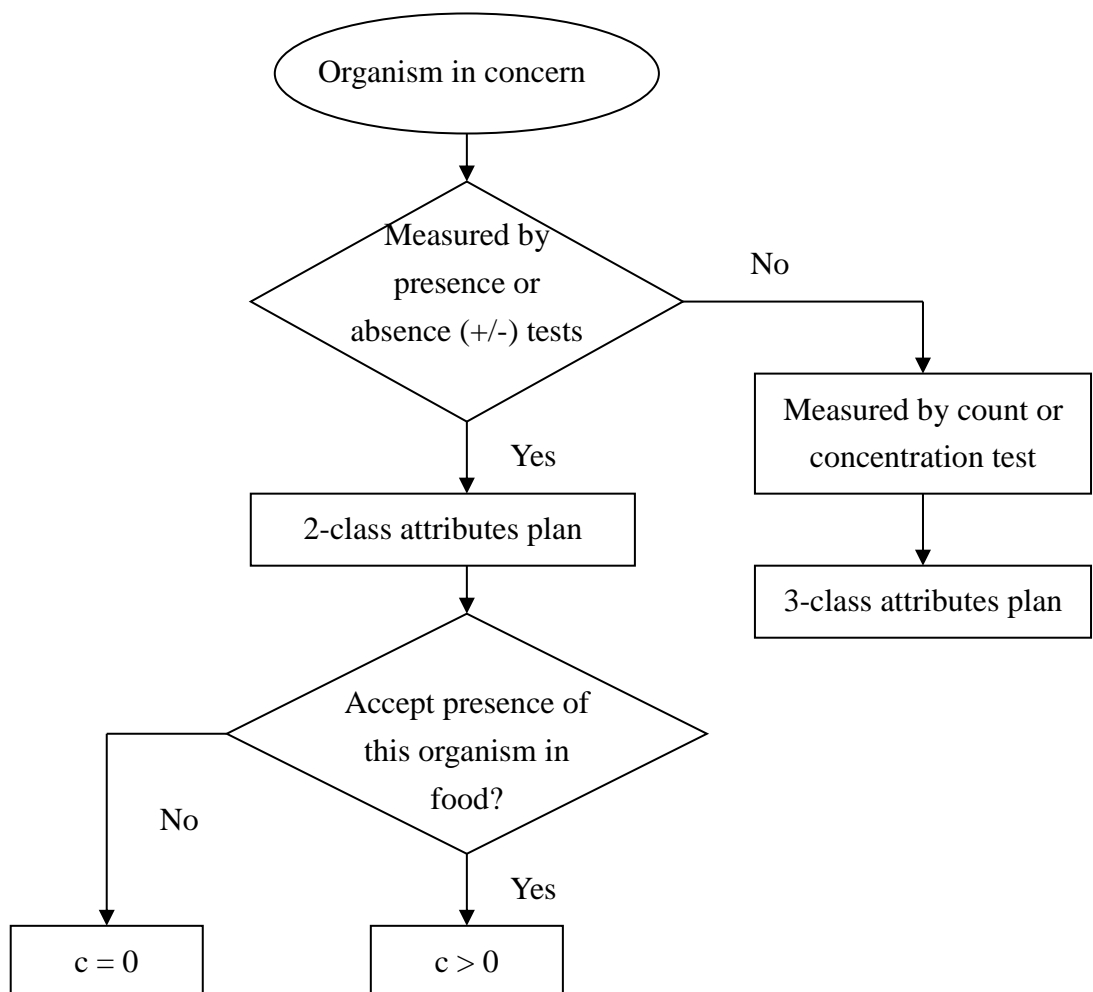 Organism in concern
Measured by
presence or
absence (+/-) tests
No
Measured by count or
concentration test
Yes
2-class attributes plan
3-class attributes plan
Accept presence of
this organism in
food?
No
Yes
c = 0
c > 0